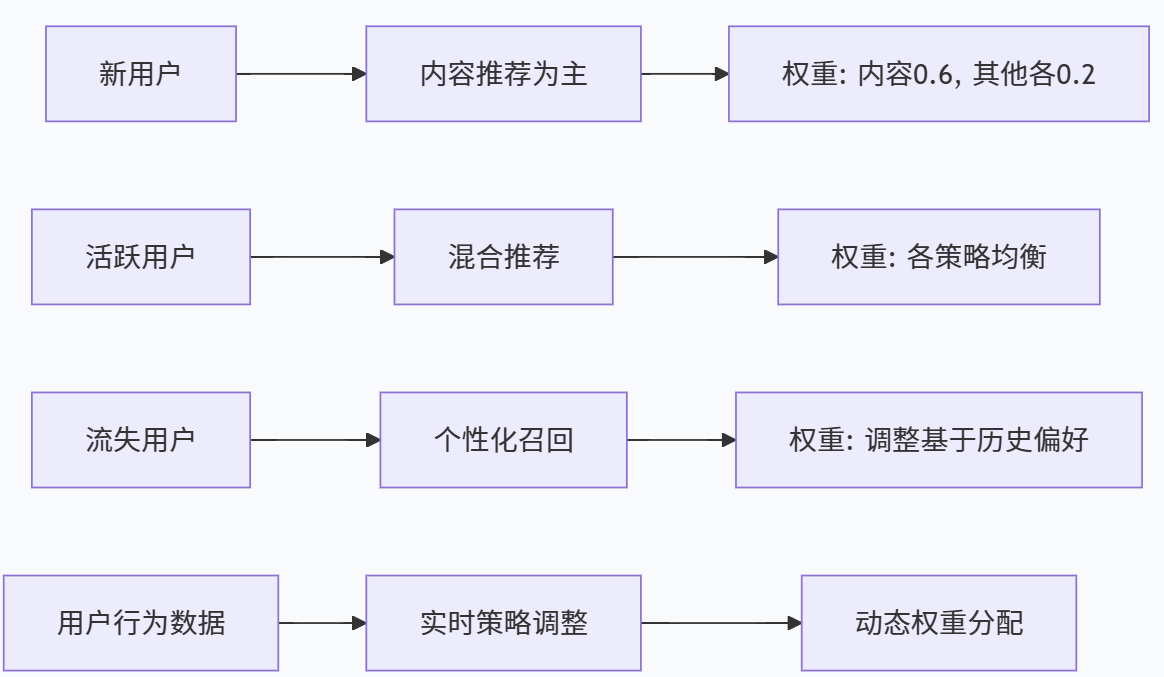 新用户
内容推荐为主
权重: 内容0.6, 其他各0.2
活跃用户
混合推荐
权重: 各策略均衡
流失用户
个性化召回
权重: 调整基于历史偏好
用户行为数据
实时策略调整
动态权重分配